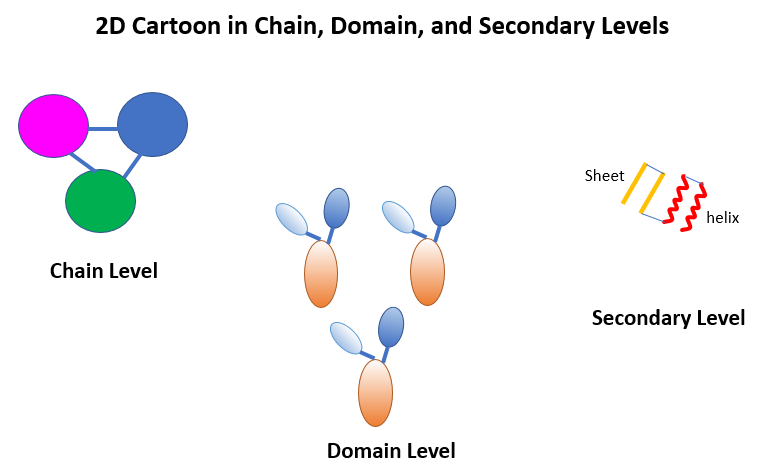 2D Cartoon in Chain, Domain, and Secondary Levels
Sheet
helix
Chain Level
Secondary Level
Domain Level